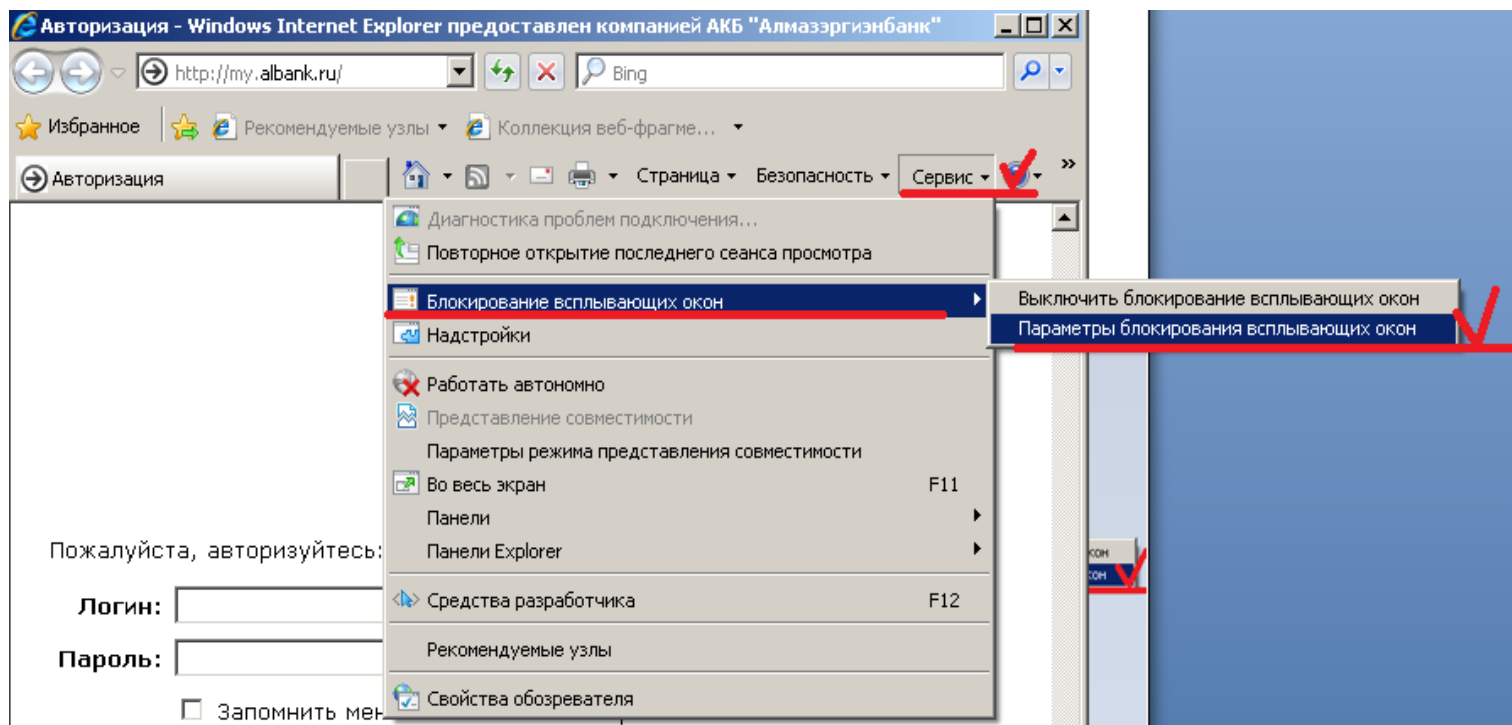 Авторизация - Windows Internet Explorer предоставлен компанией АКБ "Алмазэргиэнбанк"
http://my.albank.ru/
Bing
Избранное
Рекомендуемые узлы
Коллекция веб-фрагме...
Авторизация
Страница
Безопасность
Сервис
»
Диагностика проблем подключения...
Повторное открытие последнего сеанса просмотра
Блокирование всплывающих окон
Выключить блокирование всплывающих окон
Параметры блокирования всплывающих окон
Надстройки
Работать автономно
Представление совместимости
Параметры режима представления совместимости
Во весь экран F11
Панели
Панели Explorer
Средства разработчика F12
Рекомендуемые узлы
Свойства обозревателя
Пожалуйста, авторизуйтесь:
Логин:
Пароль:
Запомнить мен
кон
кон